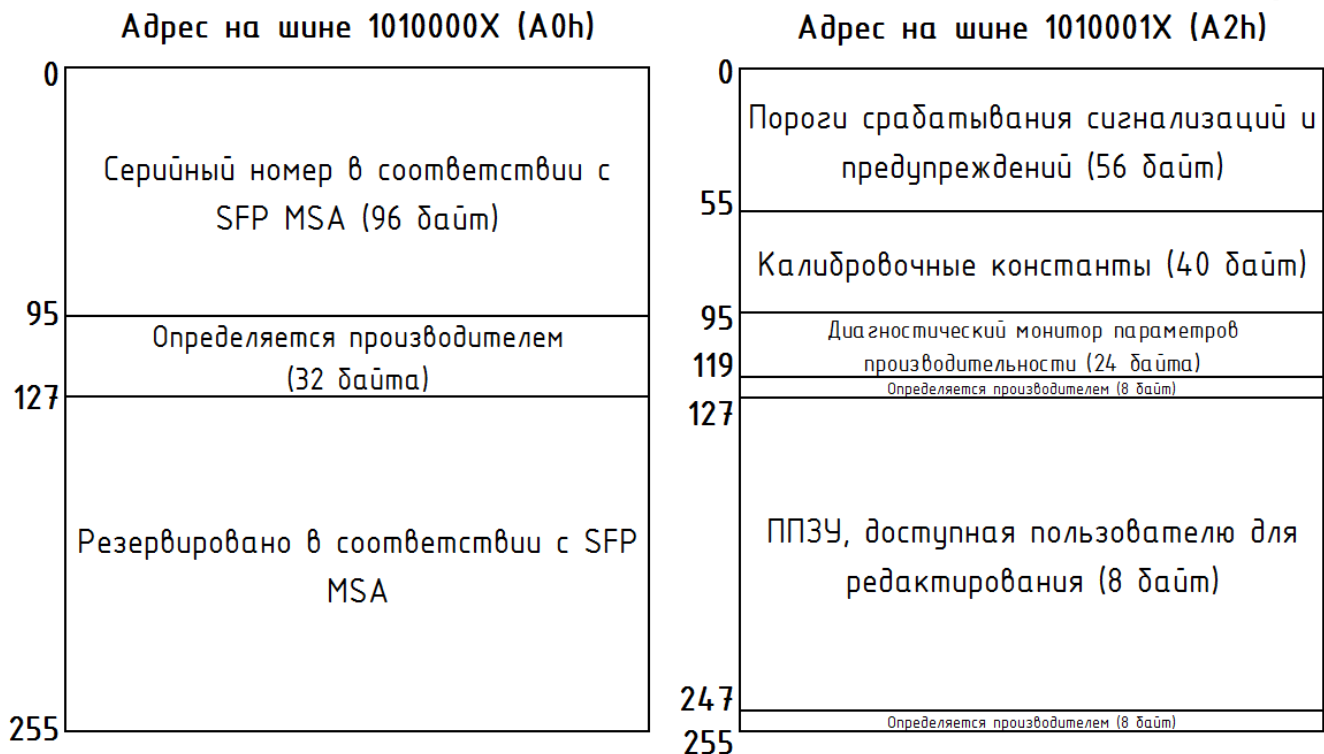 Адрес на шине 1010000X (A0h)
0
Серийный номер в соответствии с
SFP MSA (96 байт)
95
Определяется производителем
(32 байта)
127
Резервировано в соответствии с SFP
MSA
255
Адрес на шине 1010001X (A2h)
0
Пороги срабатывания сигнализаций и
предупреждений (56 байт)
55
Калибровочные константы (40 байт)
95
Диагностический монитор параметров
производительности (24 байта)
119
Определяется производителем (8 байт)
127
ППЗУ, доступная пользователю для
редактирования (8 байт)
247
Определяется производителем (8 байт)
255